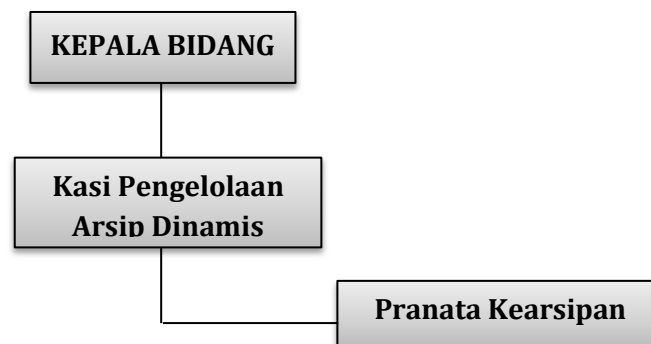 KEPALA BIDANG
Kasi Pengelolaan
Arsip Dinamis
Pranata Kearsipan